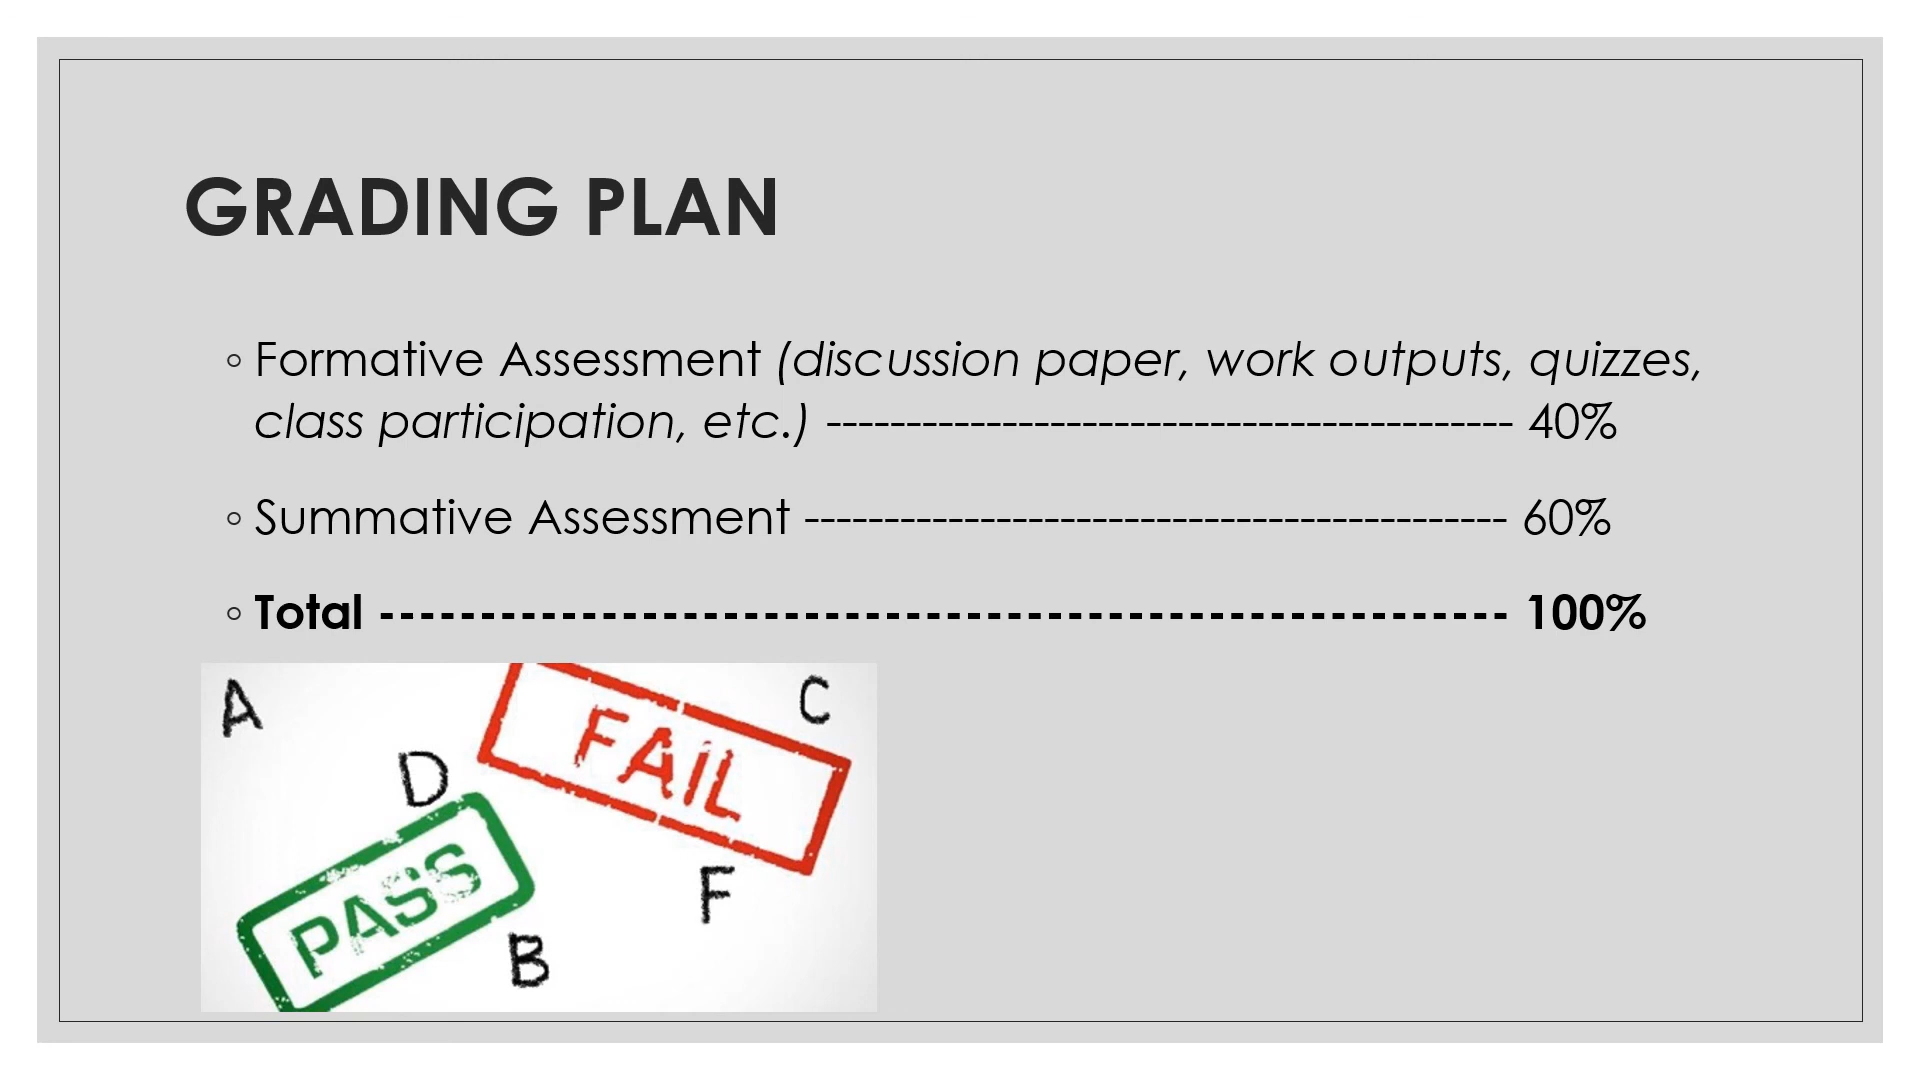 GRADING PLAN
◦ Formative Assessment (discussion paper, work outputs, quizzes,
class participation, etc.) ------------------------------------------- 40%
◦ Summative Assessment -------------------------------------------- 60%
◦ Total -------------------------------------------------------- 100%
A
C
FAIL
D
PASS
F
B